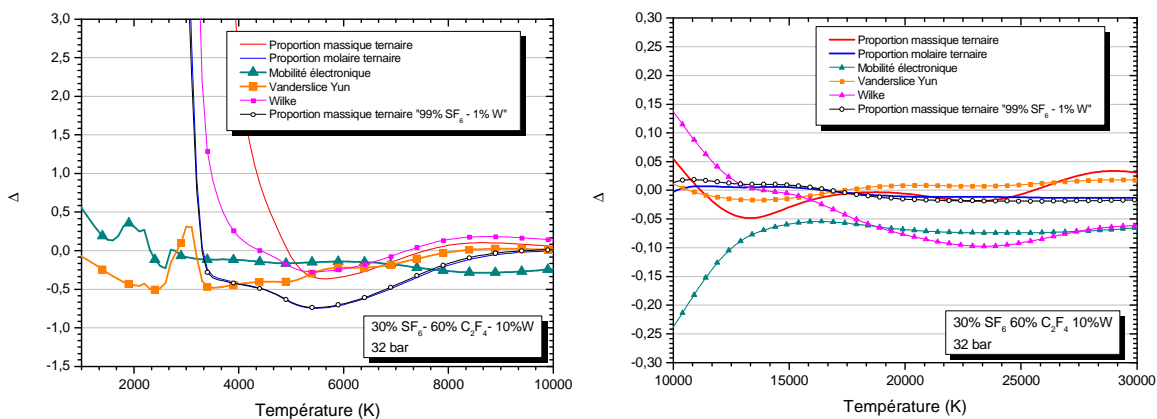 3,0
2,5
2,0
1,5
1,0
0,5
0,0
-0,5
-1,0
-1,5
Δ
Proportion massique ternaire
Proportion molaire ternaire
Mobilité électronique
Vanderslice Yun
Wilke
Proportion massique ternaire "99% SF6 - 1% W"
30% SF6- 60% C2F4- 10%W
32 bar
2000 4000 6000 8000 10000
Température (K)
0,30
0,25
0,20
0,15
0,10
0,05
0,00
-0,05
-0,10
-0,15
-0,20
-0,25
-0,30
Δ
Proportion massique ternaire
Proportion molaire ternaire
Mobilité électronique
Vanderslice Yun
Wilke
Proportion massique ternaire "99% SF6 - 1% W"
30% SF6 60% C2F4 10%W
32 bar
10000 15000 20000 25000 30000
Température (K)